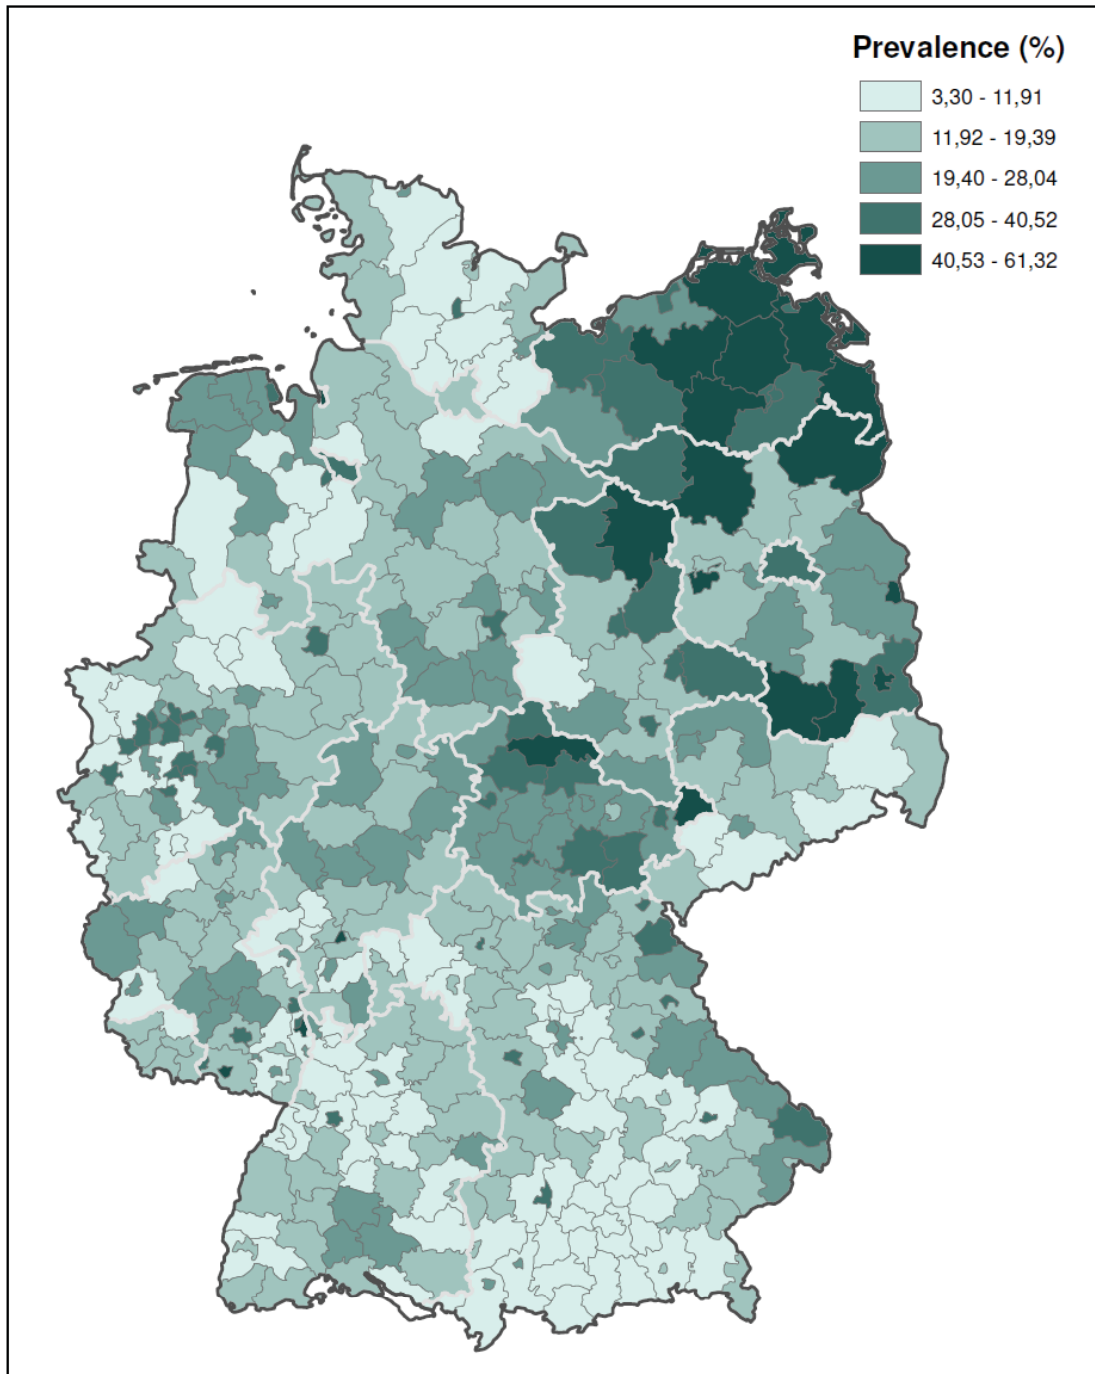 Prevalence (%)
3,30 - 11,91
11,92 - 19,39
19,40 - 28,04
28,05 - 40,52
40,53 - 61,32